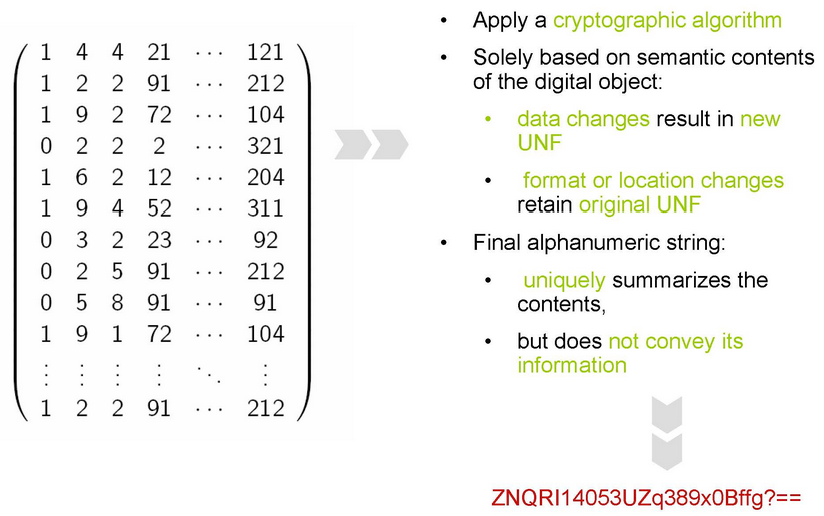 1 4 4 21 ··· 121
1 2 2 91 ··· 212
1 9 2 72 ··· 104
0 2 2 2 ··· 321
1 6 2 12 ··· 204
1 9 4 52 ··· 311
0 3 2 23 ··· 92
0 2 5 91 ··· 212
0 5 8 91 ··· 91
1 9 1 72 ··· 104
⋮ ⋮ ⋮ ⋮ ⋱ ⋮
1 2 2 91 ··· 212
• Apply a cryptographic algorithm
• Solely based on semantic contents
of the digital object:
• data changes result in new
UNF
• format or location changes
retain original UNF
• Final alphanumeric string:
• uniquely summarizes the
contents,
• but does not convey its
information
ZNQRI14053UZq389x0Bffg?==